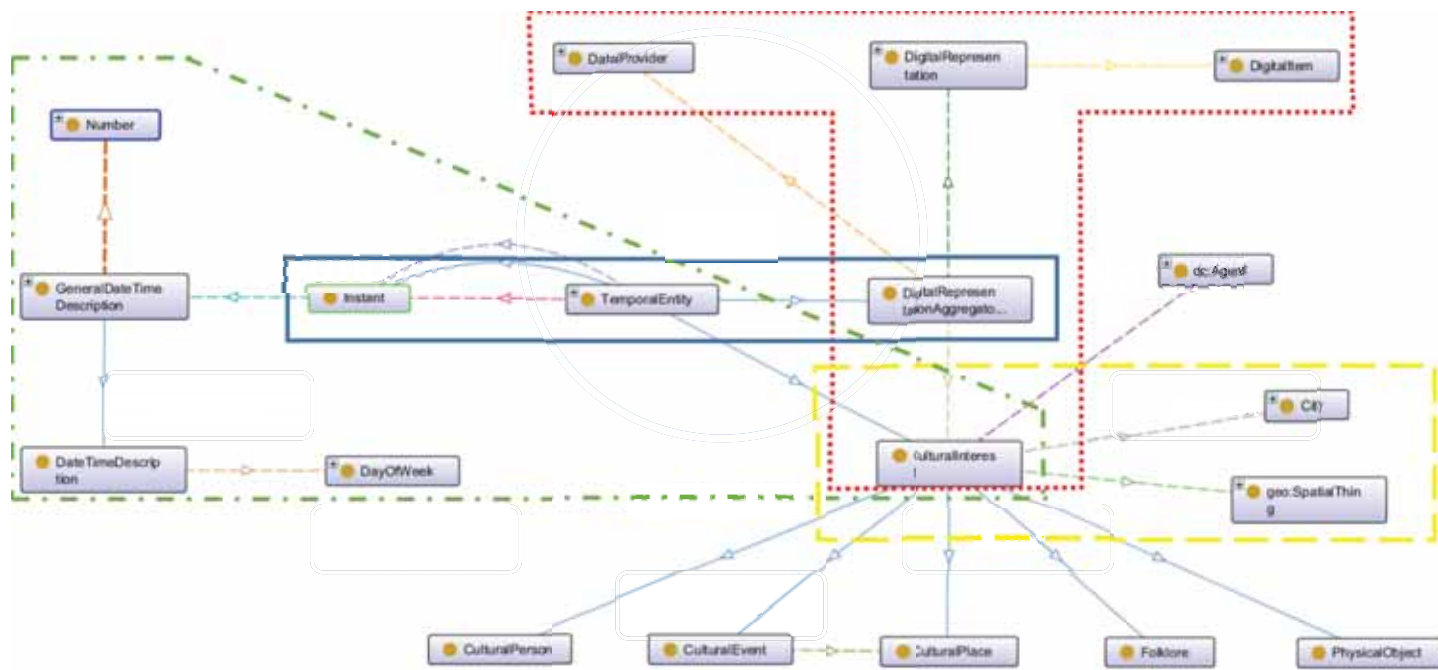 DataProvider
DigitalRepresen
tation
DigitalItem
Number
dc:Agent
GeneralDateTime
Description
Instant
TemporalEntity
DigitalRepresen
tationAggregato...
City
DateTimeDescrip
tion
DayOfWeek
CulturalInteres
t
geo:SpatialThin
g
CulturalPerson
CulturalEvent
CulturalPlace
Folklore
PhysicalObject